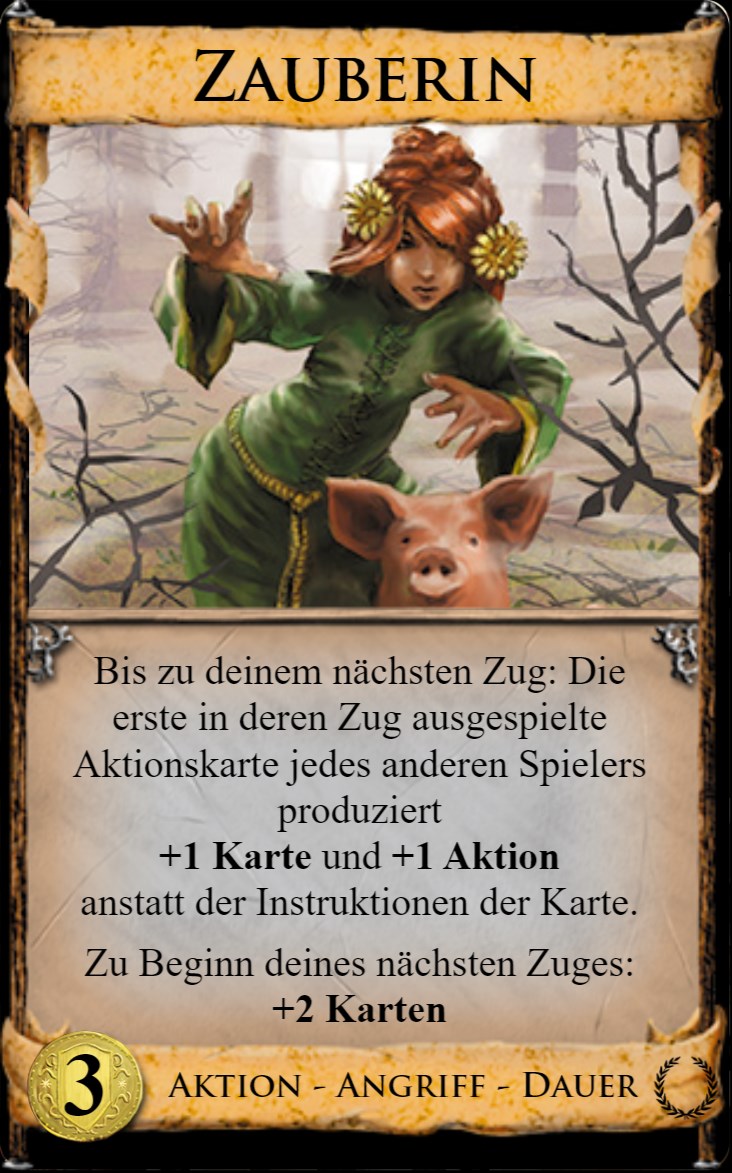 Zauberin
Bis zu deinem nächsten Zug: Die
erste in deren Zug ausgespielte
Aktionskarte jedes anderen Spielers
produziert
+1 Karte und +1 Aktion
anstatt der Instruktionen der Karte.
Zu Beginn deines nächsten Zuges:
+2 Karten
3 Aktion - Angriff - Dauer